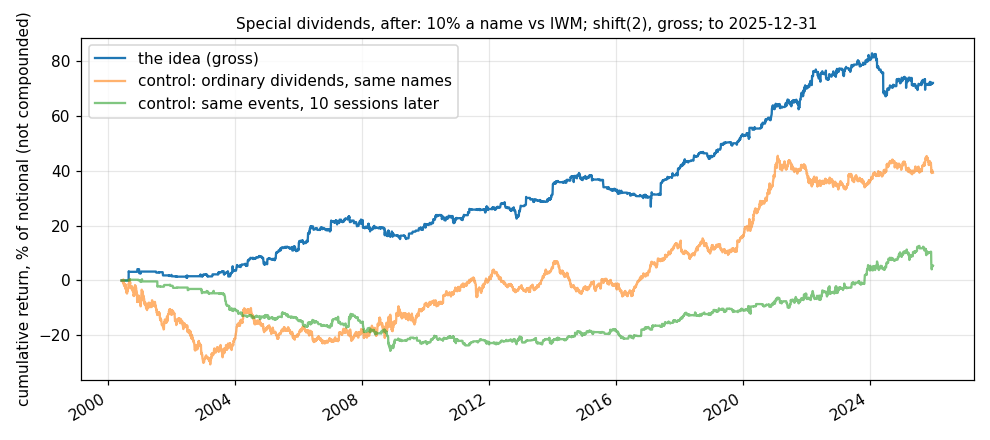 Special dividends, after: 10% a name vs IWM; shift(2), gross; to 2025-12-31
cumulative return, % of notional (not compounded)
the idea (gross)
control: ordinary dividends, same names
control: same events, 10 sessions later
80
60
40
20
0
−20
2000
2004
2008
2012
2016
2020
2024